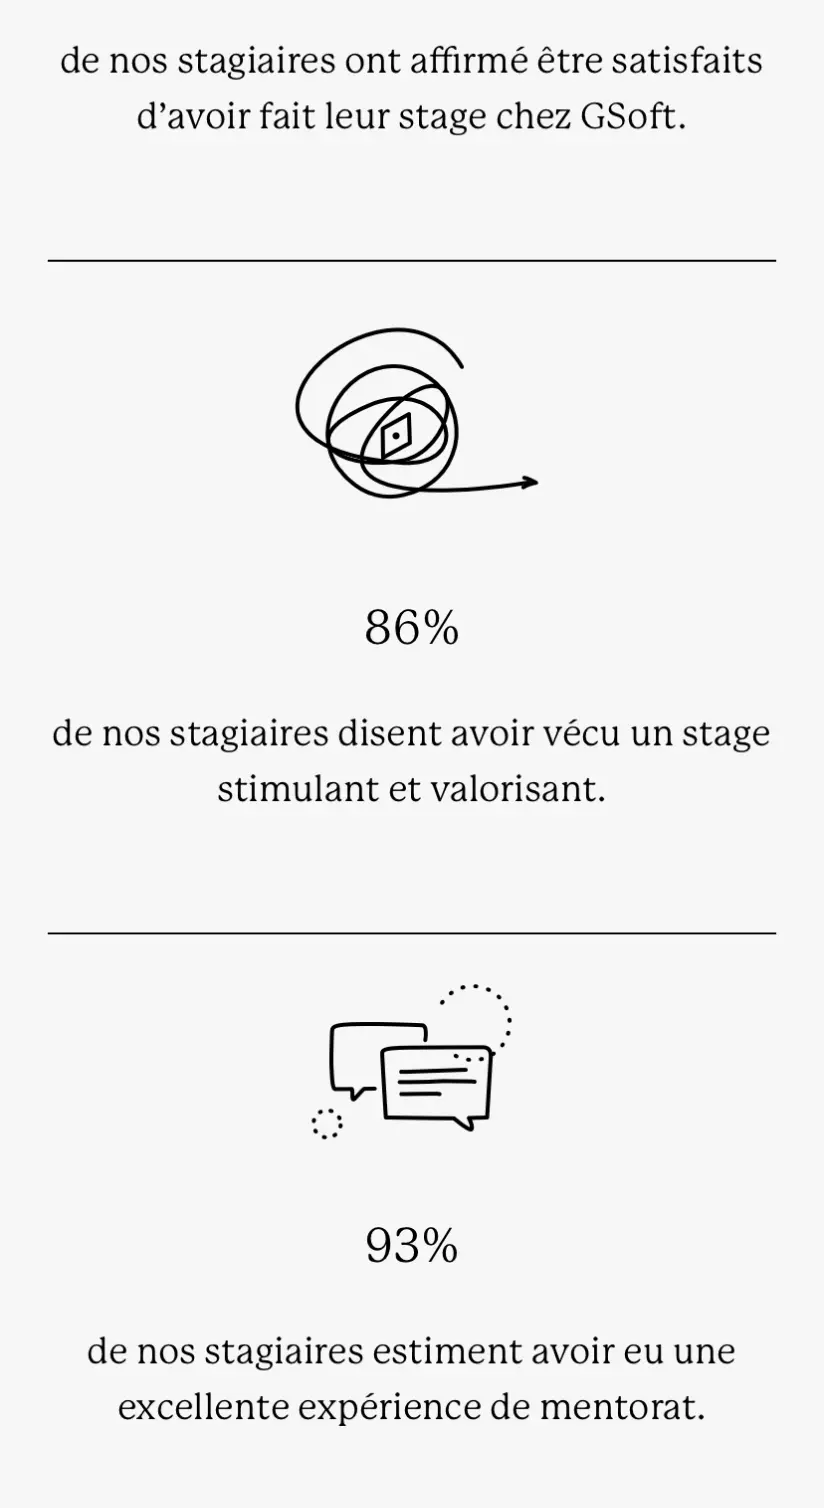 de nos stagiaires ont affirmé être satisfaits
d’avoir fait leur stage chez GSoft.
86%
de nos stagiaires disent avoir vécu un stage
stimulant et valorisant.
93%
de nos stagiaires estiment avoir eu une
excellente expérience de mentorat.